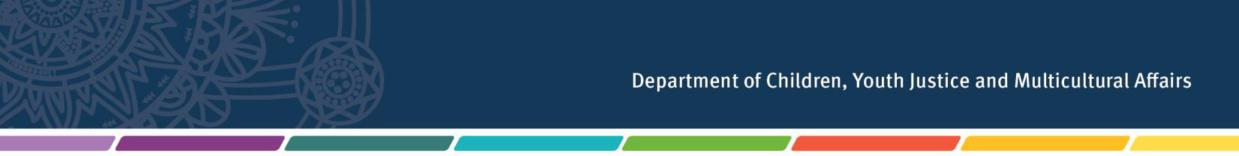 Department of Children, Youth Justice and Multicultural Affairs